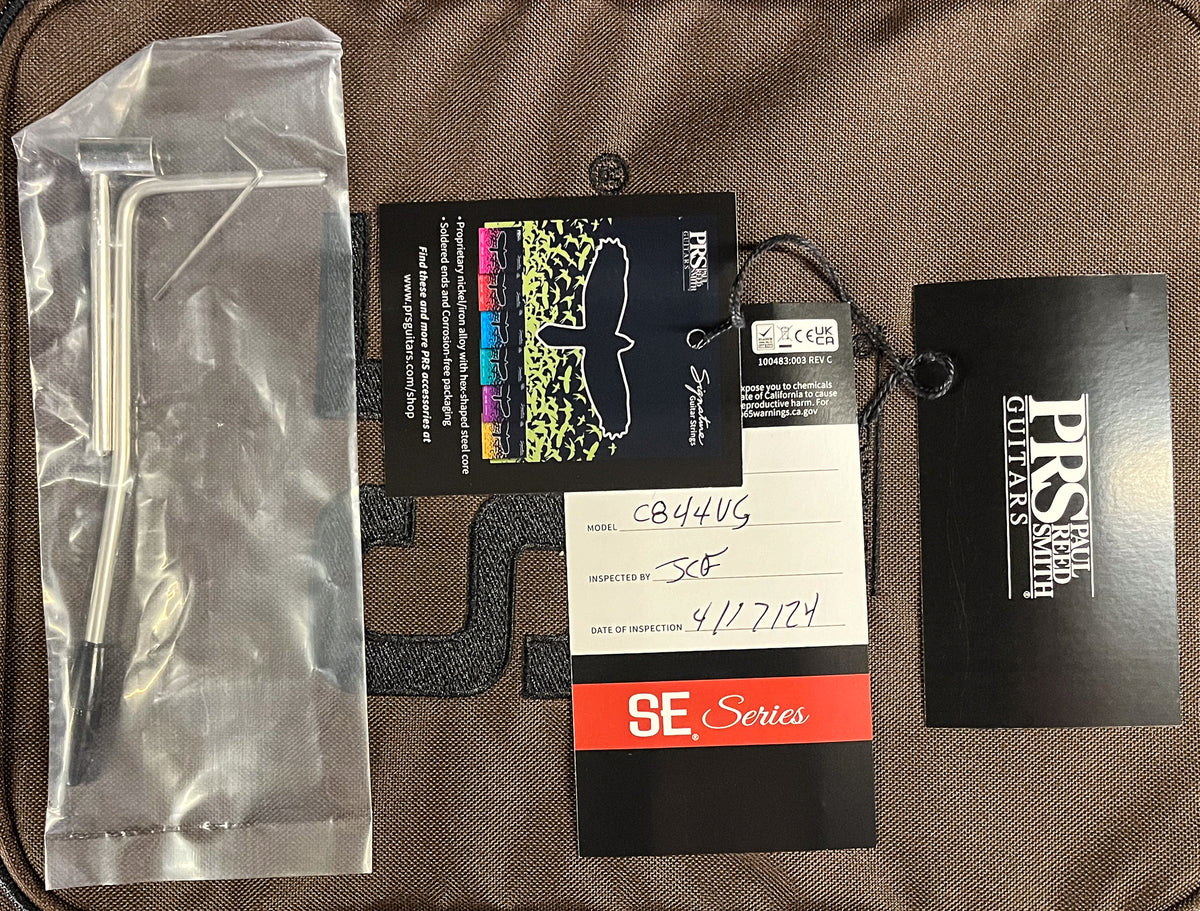 PRS PAUL REED SMITH
GUITARS
Signature
Guitar Strings
•Proprietary nickel/iron alloy with hex-shaped steel core
•Soldered ends and Corrosion-free packaging
Find these and more PRS accessories at
www.prsguitars.com/shop
CE UK CA
100483:003 REV C
xpose you to chemicals
ate of California to cause
eproductive harm. For
65warnings.ca.gov
MODEL C844VG
INSPECTED BY JCF
DATE OF INSPECTION 4/17/24
SE® Series
PRS PAUL REED SMITH®
GUITARS